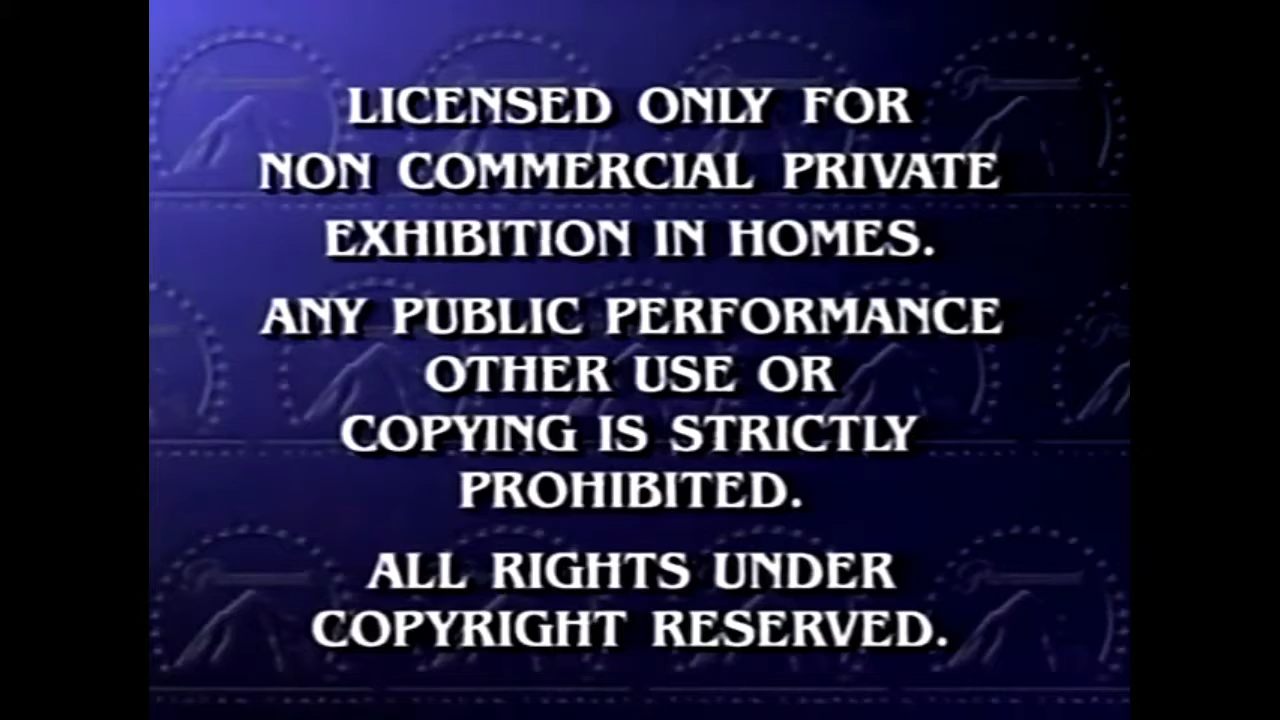 LICENSED ONLY FOR
NON COMMERCIAL PRIVATE
EXHIBITION IN HOMES.
ANY PUBLIC PERFORMANCE
OTHER USE OR
COPYING IS STRICTLY
PROHIBITED.
ALL RIGHTS UNDER
COPYRIGHT RESERVED.